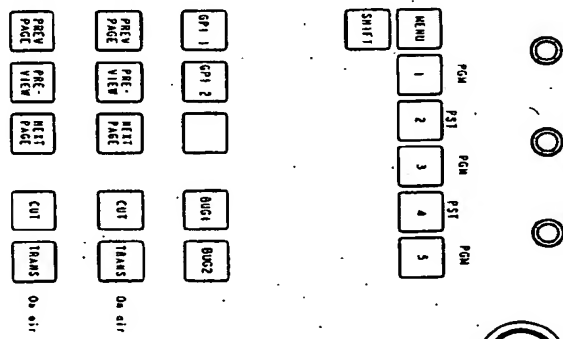 PGM PST PGM PST PGM
MENU 1 2 3 4 5
SHIFT
GPI 1 GPI 2 BUG1 BUG2
PREV PAGE PRE- VIEW NEXT PAGE CUT TRANS On air
PREV PAGE PRE- VIEW NEXT PAGE CUT TRANS On air